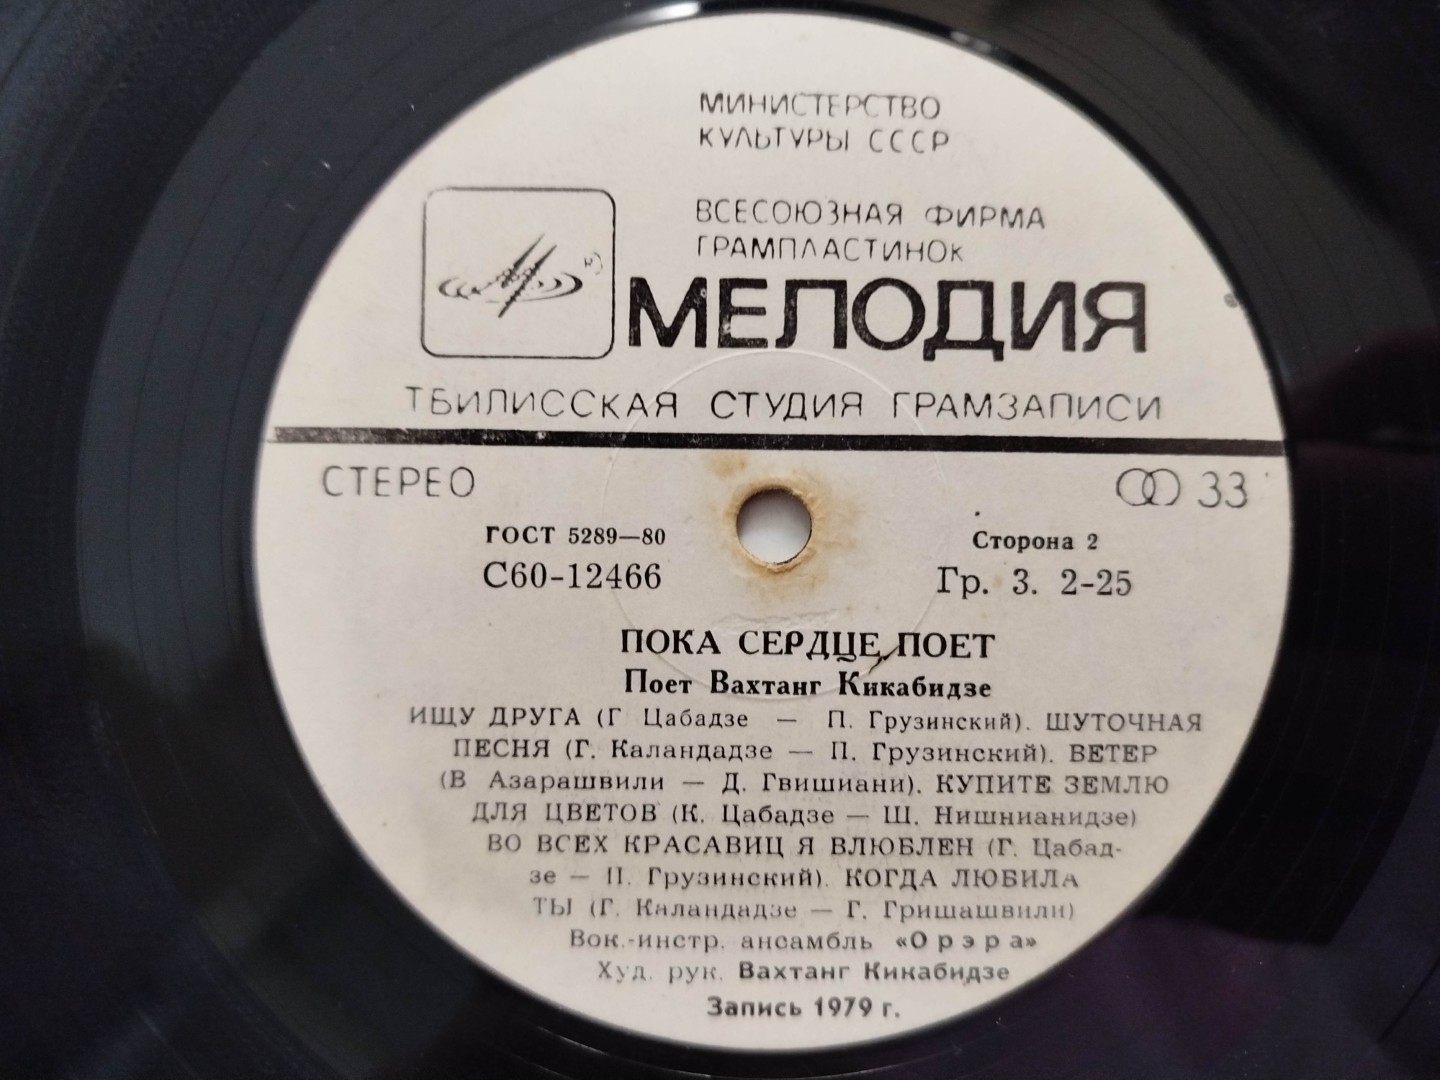 МИНИСТЕРСТВО
КУЛЬТУРЫ СССР
ВСЕСОЮЗНАЯ ФИРМА
ГРАМПЛАСТИНОК
МЕЛОДИЯ
ТБИЛИССКАЯ СТУДИЯ ГРАМЗАПИСИ
СТЕРЕО
33
ГОСТ 5289—80
Сторона 2
С60-12466
Гр. 3. 2-25
ПОКА СЕРДЦЕ ПОЕТ
Поет Вахтанг Кикабидзе
ИЩУ ДРУГА (Г Цабадзе — П. Грузинский). ШУТОЧНАЯ
ПЕСНЯ (Г. Каландадзе — П. Грузинский). ВЕТЕР
(В Азарашвили — Д. Гвишиани). КУПИТЕ ЗЕМЛЮ
ДЛЯ ЦВЕТОВ (К. Цабадзе — Ш. Нишнианидзе)
ВО ВСЕХ КРАСАВИЦ Я ВЛЮБЛЕН (Г. Цабад-
зе — П. Грузинский). КОГДА ЛЮБИЛА
ТЫ (Г. Каландадзе — Г. Гришашвили)
Вок.-инстр. ансамбль «Орэра»
Худ. рук. Вахтанг Кикабидзе
Запись 1979 г.